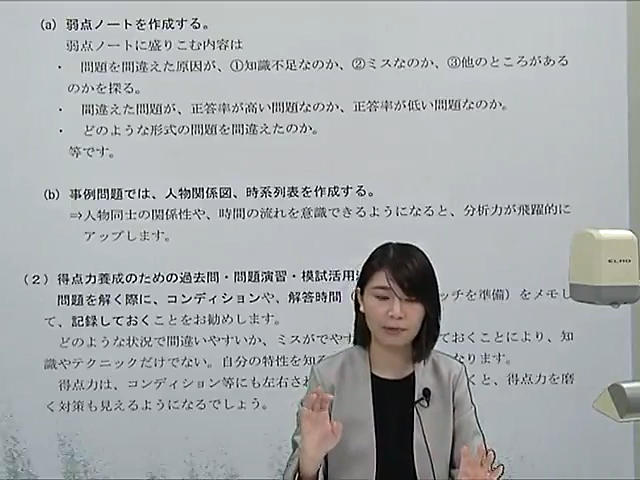 (a) 弱点ノートを作成する。
弱点ノートに盛りこむ内容は
・ 問題を間違えた原因が、①知識不足なのか、②ミスなのか、③他のところがある
のかを探る。
・ 間違えた問題が、正答率が高い問題なのか、正答率が低い問題なのか。
・ どのような形式の問題を間違えたのか。
等です。
(b) 事例問題では、人物関係図、時系列表を作成する。
⇒人物同士の関係性や、時間の流れを意識できるようになると、分析力が飛躍的に
アップします。
(2) 得点力養成のための過去問・問題演習・模試活用
問題を解く際に、コンディションや、解答時間 ッチを準備）をメモし
て、記録しておくことをお勧めします。
どのような状況で間違いやすいか、ミスがでやす ておくことにより、知
識やテクニックだけでない。自分の特性を知る なります。
得点力は、コンディション等にも左右さ くと、得点力を磨
く対策も見えるようになるでしょう。
ELMO